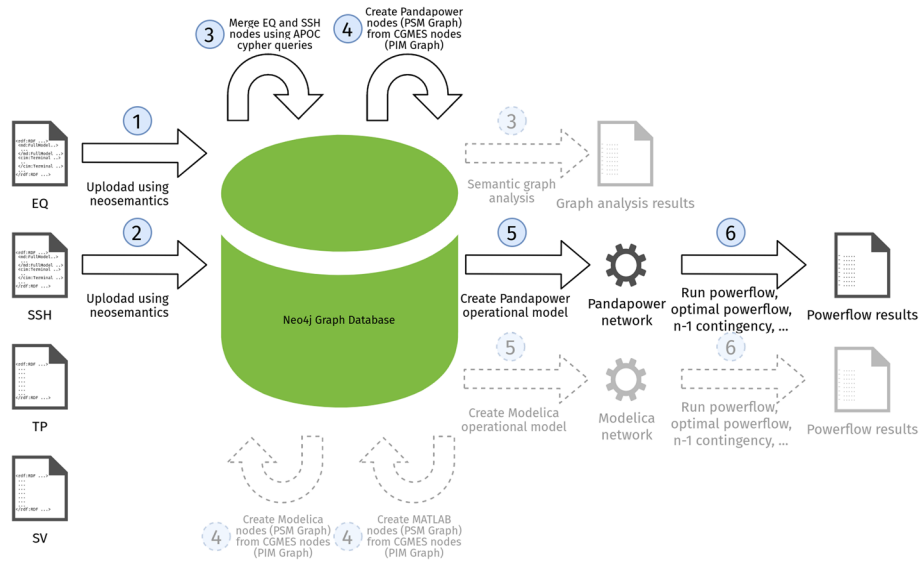 3
Merge EQ and SSH
nodes using APOC
cypher queries
4
Create Pandapower
nodes (PSM Graph)
from CGMES nodes
(PIM Graph)
1
Uplodad using
neosemantics
EQ
3
Semantic graph
analysis
Graph analysis results
2
Uplodad using
neosemantics
SSH
Neo4j Graph Database
5
Create Pandapower
operational model
Pandapower
network
6
Run powerflow,
optimal powerflow,
n-1 contingency, ...
Powerflow results
TP
5
Create Modelica
operational model
Modelica
network
6
Run powerflow,
optimal powerflow,
n-1 contingency, ...
Powerflow results
SV
4
Create Modelica
nodes (PSM Graph)
from CGMES nodes
(PIM Graph)
4
Create MATLAB
nodes (PSM Graph)
from CGMES nodes
(PIM Graph)